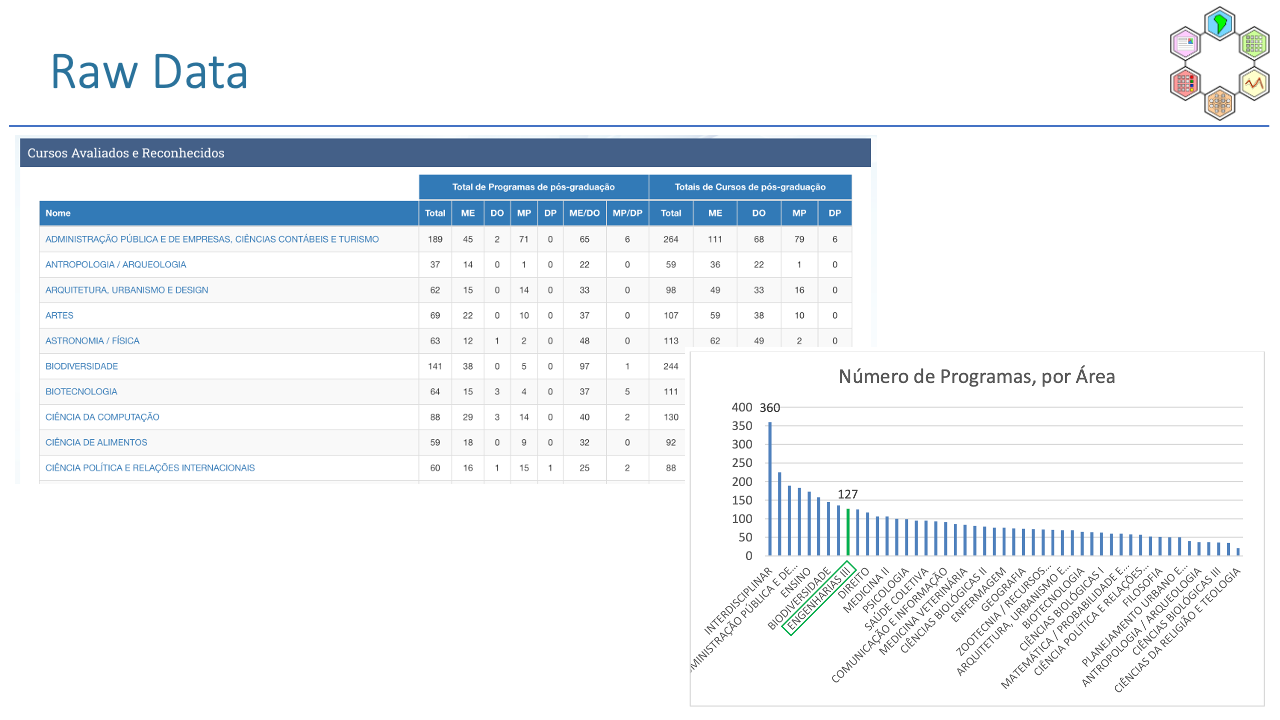 Raw Data
Cursos Avaliados e Reconhecidos
Total de Programas de pós-graduação Totais de Cursos de pós-graduação
Nome Total ME DO MP DP ME/DO MP/DP Total ME DO MP DP
ADMINISTRAÇÃO PÚBLICA E DE EMPRESAS, CIÊNCIAS CONTÁBEIS E TURISMO 189 45 2 71 0 65 6 264 111 68 79 6
ANTROPOLOGIA / ARQUEOLOGIA 37 14 0 1 0 22 0 59 36 22 1 0
ARQUITETURA, URBANISMO E DESIGN 62 15 0 14 0 33 0 98 49 33 16 0
ARTES 69 22 0 10 0 37 0 107 59 38 10 0
ASTRONOMIA / FÍSICA 63 12 1 2 0 48 0 113 62 49 2 0
BIODIVERSIDADE 141 38 0 5 0 97 1 244
BIOTECNOLOGIA 64 15 3 4 0 37 5 111
CIÊNCIA DA COMPUTAÇÃO 88 29 3 14 0 40 2 130
CIÊNCIA DE ALIMENTOS 59 18 0 9 0 32 0 92
CIÊNCIA POLÍTICA E RELAÇÕES INTERNACIONAIS 60 16 1 15 1 25 2 88
Número de Programas, por Área
400
350
300
250
200
150
100
50
0
360
127
INTERDISCIPLINAR
MINISTRAÇÃO PÚBLICA E DE...
ENSINO
BIODIVERSIDADE
ENGENHARIAS III
DIREITO
MEDICINA II
PSICOLOGIA
SAÚDE COLETIVA
COMUNICAÇÃO E INFORMAÇÃO
MEDICINA VETERINÁRIA
CIÊNCIAS BIOLÓGICAS II
ENFERMAGEM
GEOGRAFIA
ZOOTECNIA / RECURSOS...
ARQUITETURA, URBANISMO E...
BIOTECNOLOGIA
CIÊNCIAS BIOLÓGICAS I
MATEMÁTICA / PROBABILIDADE E...
CIÊNCIA POLÍTICA E RELAÇÕES...
FILOSOFIA
PLANEJAMENTO URBANO E...
ANTROPOLOGIA / ARQUEOLOGIA
CIÊNCIAS BIOLÓGICAS III
CIÊNCIAS DA RELIGIÃO E TEOLOGIA